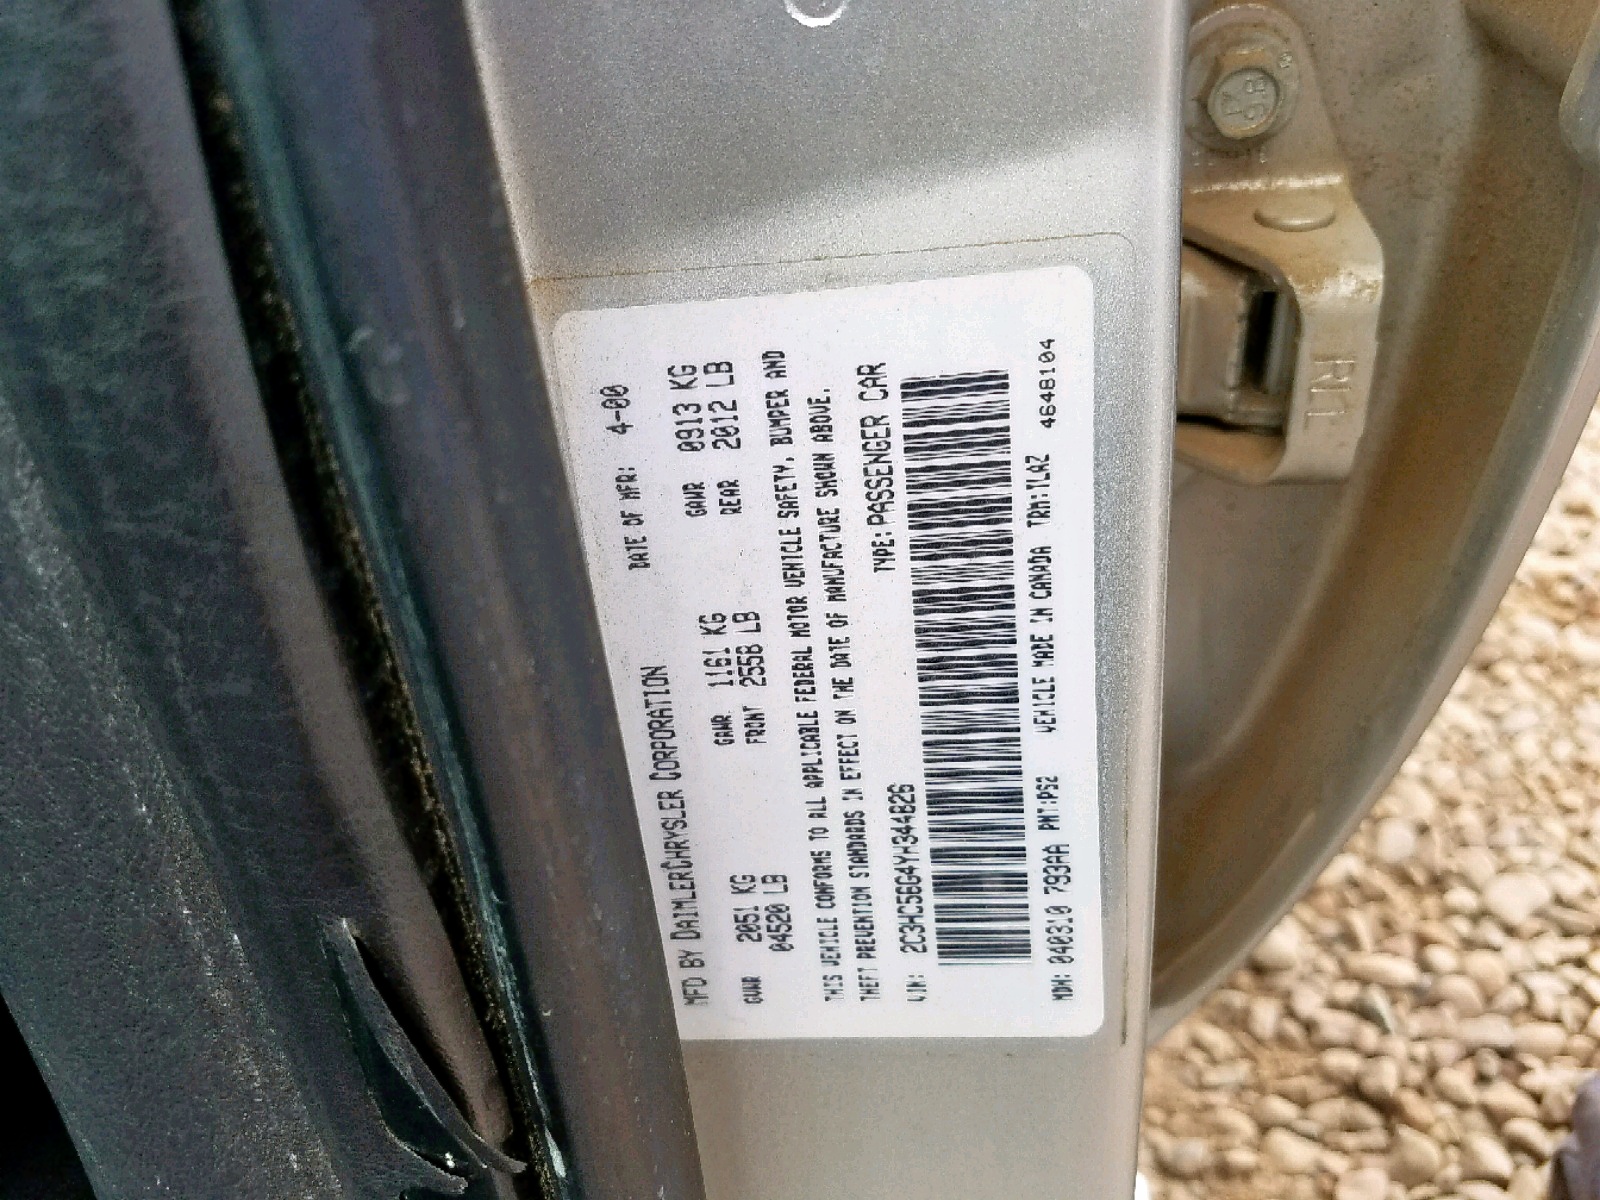 MFD BY DAIMLERCHRYSLER CORPORATION DATE OF MFR: 4-00
GVWR 2051 KG GAWR 1161 KG GAWR 0913 KG
04520 LB FRONT 2558 LB REAR 2012 LB
THIS VEHICLE CONFORMS TO ALL APPLICABLE FEDERAL MOTOR VEHICLE SAFETY, BUMPER AND
THEFT PREVENTION STANDARDS IN EFFECT ON THE DATE OF MANUFACTURE SHOWN ABOVE.
VIN: 2C3HC56G4YH344826 TYPE: PASSENGER CAR
MDH: 040310 793AA PNT:PS2 VEHICLE MADE IN CANADA TRM:TLAZ 4648104
RN1